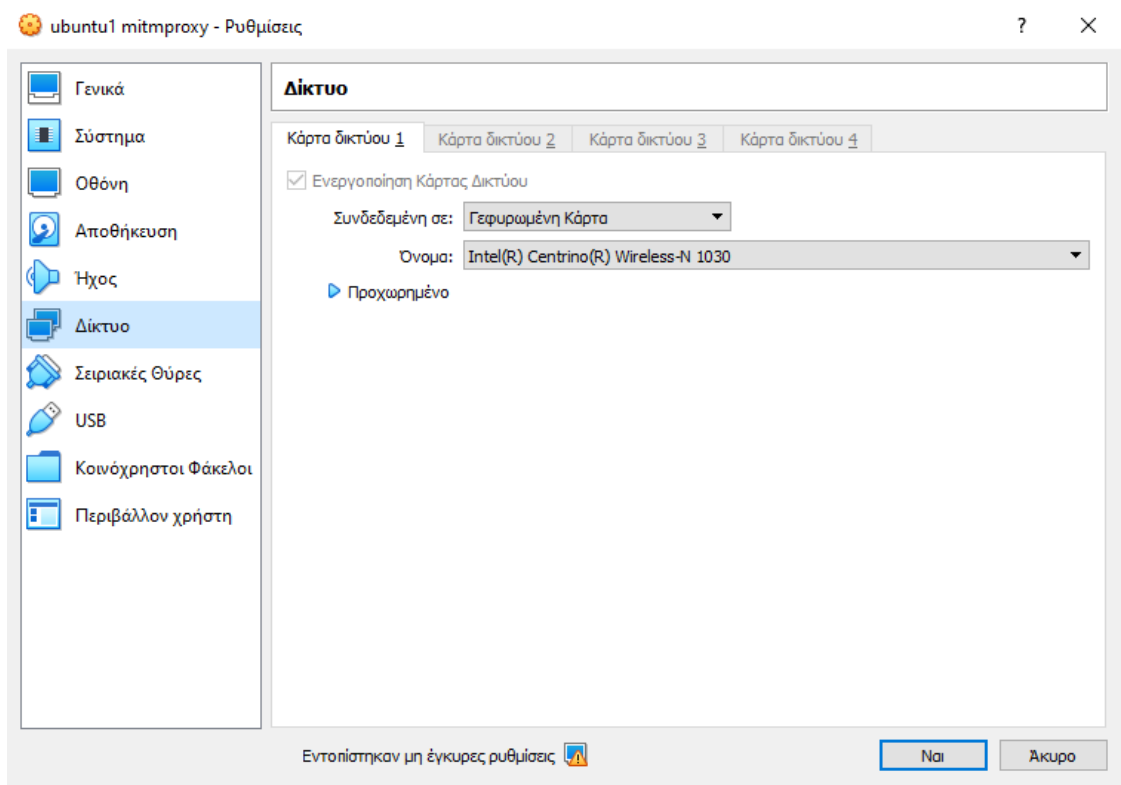 ubuntu1 mitmproxy - Ρυθμίσεις
?
Γενικά
Σύστημα
Οθόνη
Αποθήκευση
Ήχος
Δίκτυο
Σειριακές Θύρες
USB
Κοινόχρηστοι Φάκελοι
Περιβάλλον χρήστη
Δίκτυο
Κάρτα δικτύου 1 Κάρτα δικτύου 2 Κάρτα δικτύου 3 Κάρτα δικτύου 4
Ενεργοποίηση Κάρτας Δικτύου
Συνδεδεμένη σε: Γεφυρωμένη Κάρτα
Όνομα: Intel(R) Centrino(R) Wireless-N 1030
Προχωρημένο
Εντοπίστηκαν μη έγκυρες ρυθμίσεις
Ναι Άκυρο